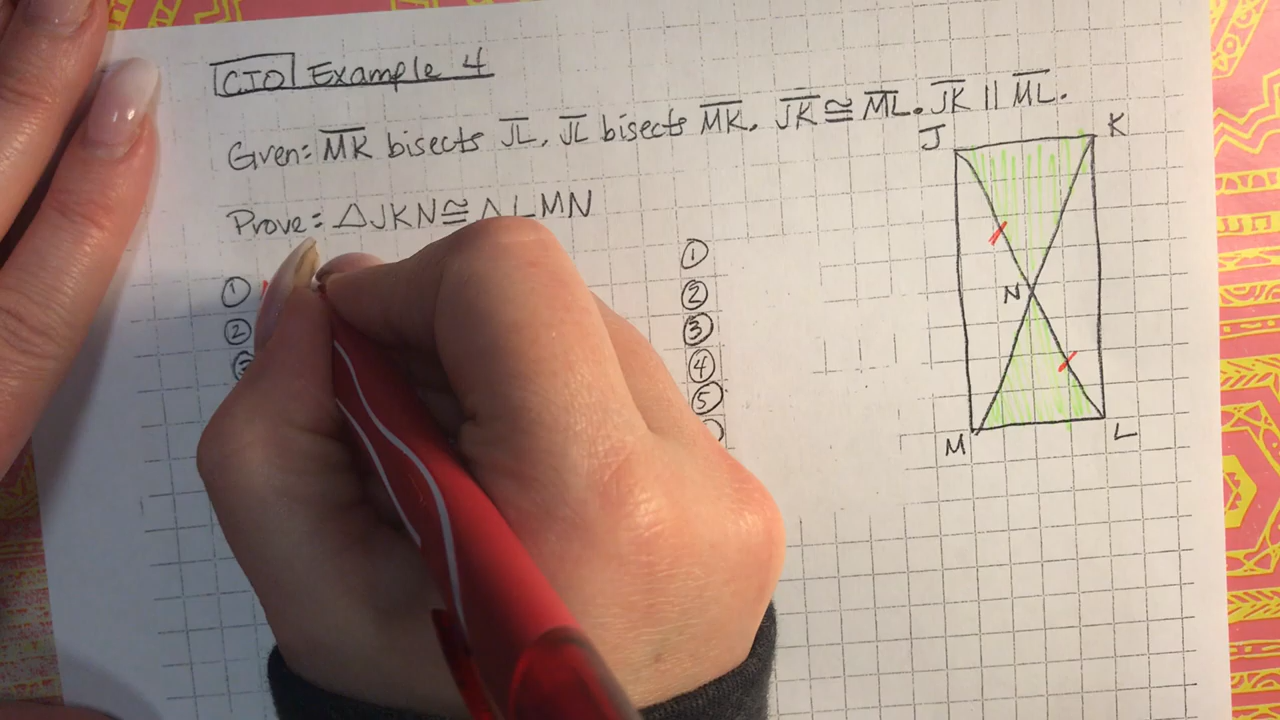 CIO Example 4
Given: MK bisects JL. JL bisects MK. JK ≅ ML. JK || ML.
Prove: △JKN ≅ △LMN
① ①
② ②
③ ③
④
⑤
J K
N
M L